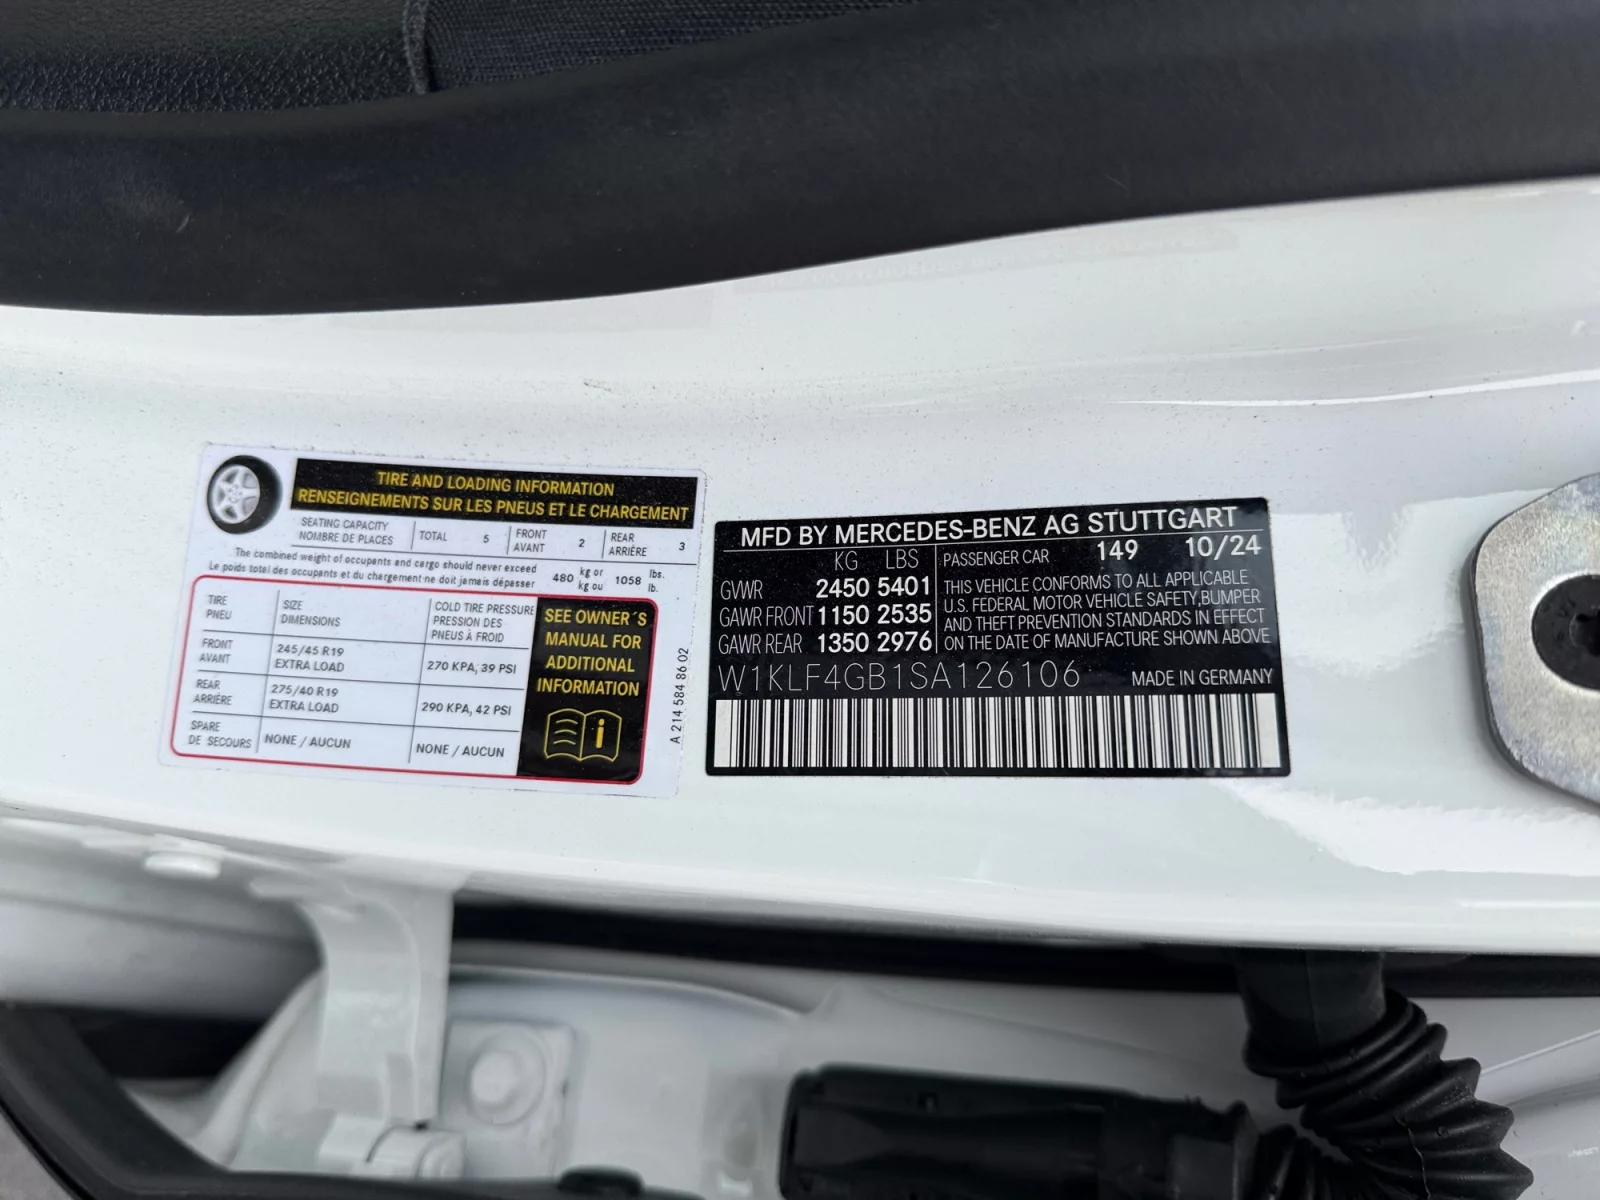 TIRE AND LOADING INFORMATION
RENSEIGNEMENTS SUR LES PNEUS ET LE CHARGEMENT
SEATING CAPACITY
NOMBRE DE PLACES
TOTAL 5
FRONT
AVANT 2
REAR
ARRIÈRE 3
The combined weight of occupants and cargo should never exceed
Le poids total des occupants et du chargement ne doit jamais dépasser
480 kg or
kg ou
1058 lbs.
lb.
TIRE
PNEU
SIZE
DIMENSIONS
COLD TIRE PRESSURE
PRESSION DES
PNEUS À FROID
FRONT
AVANT
245/45 R19
EXTRA LOAD
270 KPA, 39 PSI
REAR
ARRIÈRE
275/40 R19
EXTRA LOAD
290 KPA, 42 PSI
SPARE
DE SECOURS
NONE / AUCUN
NONE / AUCUN
SEE OWNER´S
MANUAL FOR
ADDITIONAL
INFORMATION
A 214 584 86 02
MFD BY MERCEDES-BENZ AG STUTTGART
KG LBS
GVWR 2450 5401
GAWR FRONT 1150 2535
GAWR REAR 1350 2976
PASSENGER CAR 149 10/24
THIS VEHICLE CONFORMS TO ALL APPLICABLE
U.S. FEDERAL MOTOR VEHICLE SAFETY,BUMPER
AND THEFT PREVENTION STANDARDS IN EFFECT
ON THE DATE OF MANUFACTURE SHOWN ABOVE
W1KLF4GB1SA126106 MADE IN GERMANY